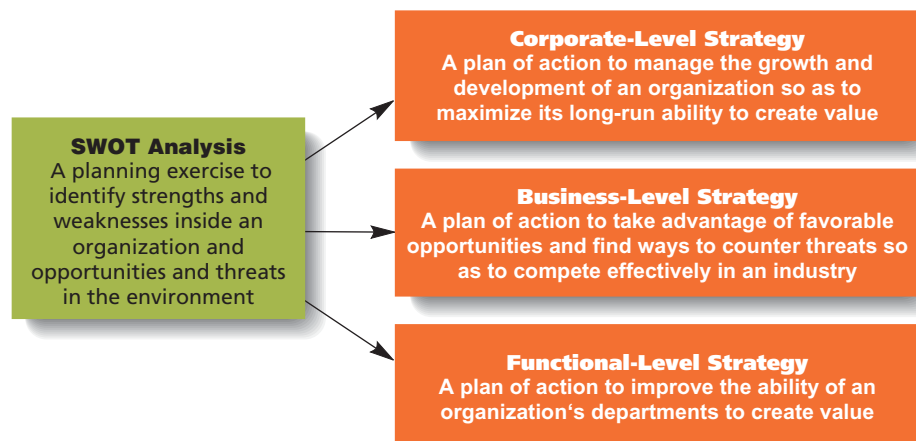 SWOT Analysis
A planning exercise to
identify strengths and
weaknesses inside an
organization and
opportunities and threats
in the environment
Corporate-Level Strategy
A plan of action to manage the growth and
development of an organization so as to
maximize its long-run ability to create value
Business-Level Strategy
A plan of action to take advantage of favorable
opportunities and find ways to counter threats so
as to compete effectively in an industry
Functional-Level Strategy
A plan of action to improve the ability of an
organization‘s departments to create value